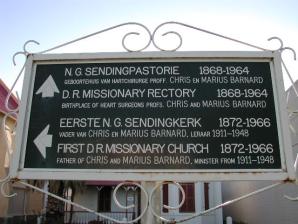 N.G. SENDINGPASTORIE 1868-1964
GEBOORTEHUIS VAN HARTCHIRURGE PROFF. CHRIS EN MARIUS BARNARD
D.R. MISSIONARY RECTORY 1868-1964
BIRTHPLACE OF HEART SURGEONS PROFS. CHRIS AND MARIUS BARNARD
EERSTE N.G. SENDINGKERK 1872-1966
VADER VAN CHRIS EN MARIUS BARNARD, LERAAR 1911-1948
FIRST D.R. MISSIONARY CHURCH 1872-1966
FATHER OF CHRIS AND MARIUS BARNARD, MINISTER FROM 1911-1948